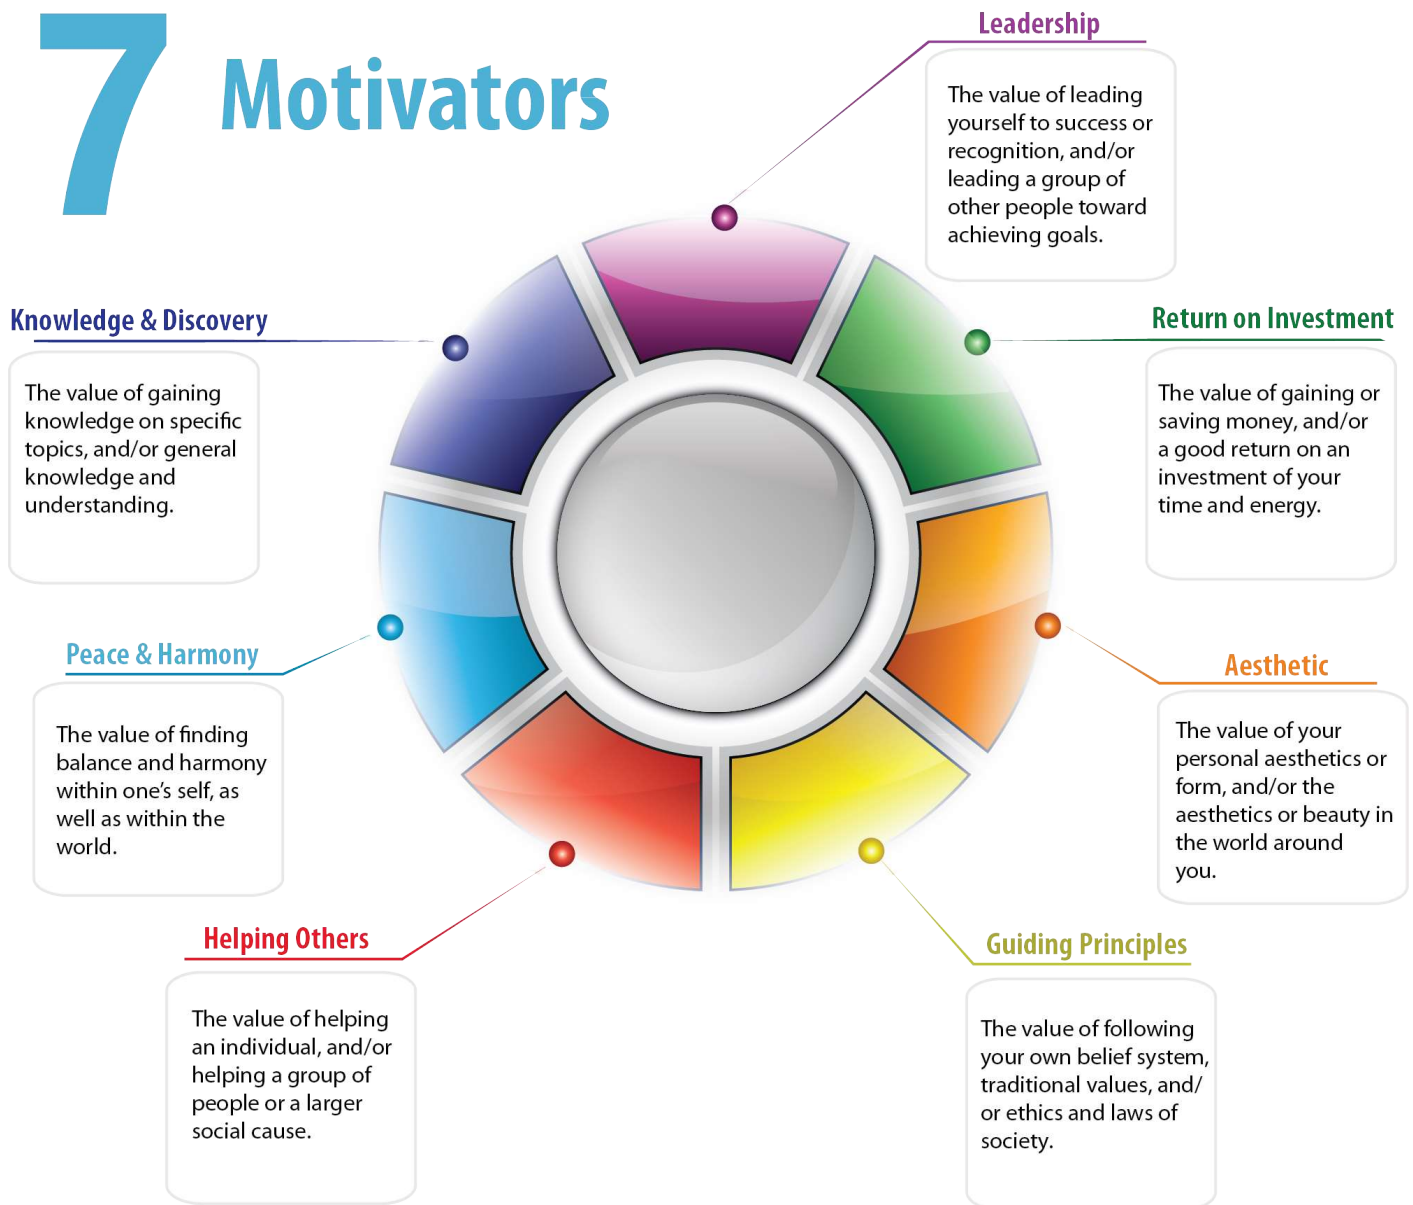 7 Motivators
Leadership
The value of leading
yourself to success or
recognition, and/or
leading a group of
other people toward
achieving goals.
Return on Investment
The value of gaining or
saving money, and/or
a good return on an
investment of your
time and energy.
Aesthetic
The value of your
personal aesthetics or
form, and/or the
aesthetics or beauty in
the world around
you.
Guiding Principles
The value of following
your own belief system,
traditional values, and/
or ethics and laws of
society.
Helping Others
The value of helping
an individual, and/or
helping a group of
people or a larger
social cause.
Peace & Harmony
The value of finding
balance and harmony
within one's self, as
well as within the
world.
Knowledge & Discovery
The value of gaining
knowledge on specific
topics, and/or general
knowledge and
understanding.